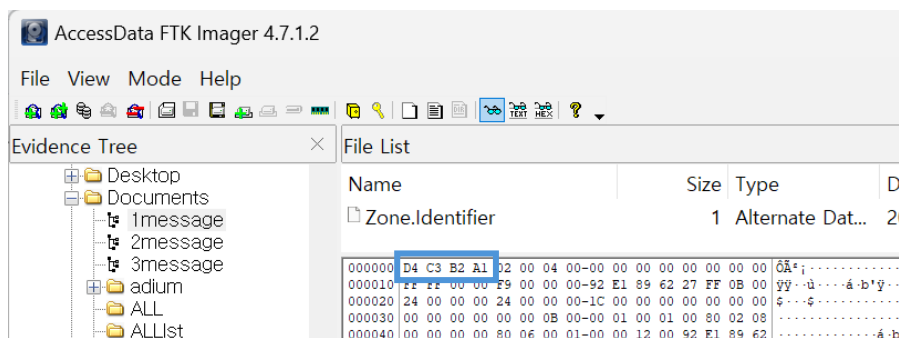 AccessData FTK Imager 4.7.1.2
File View Mode Help
TEXT HEX
Evidence Tree
File List
Desktop
Documents
1message
2message
3message
adium
ALL
ALLIst
Name Size Type
Zone.Identifier 1 Alternate Dat...
000000 D4 C3 B2 A1 02 00 04 00-00 00 00 00 00 00 00 00 ÔÃ²¡············
000010 FF FF 00 00 F9 00 00 00-92 E1 89 62 27 FF 0B 00 ÿÿ··ù····á·b'ÿ·
000020 24 00 00 00 24 00 00 00-1C 00 00 00 00 00 00 00 $···$···········
000030 00 00 00 00 00 00 0B 00-00 01 00 01 00 80 02 08
000040 00 00 00 00 80 06 00 01-00 00 12 00 92 E1 89 62